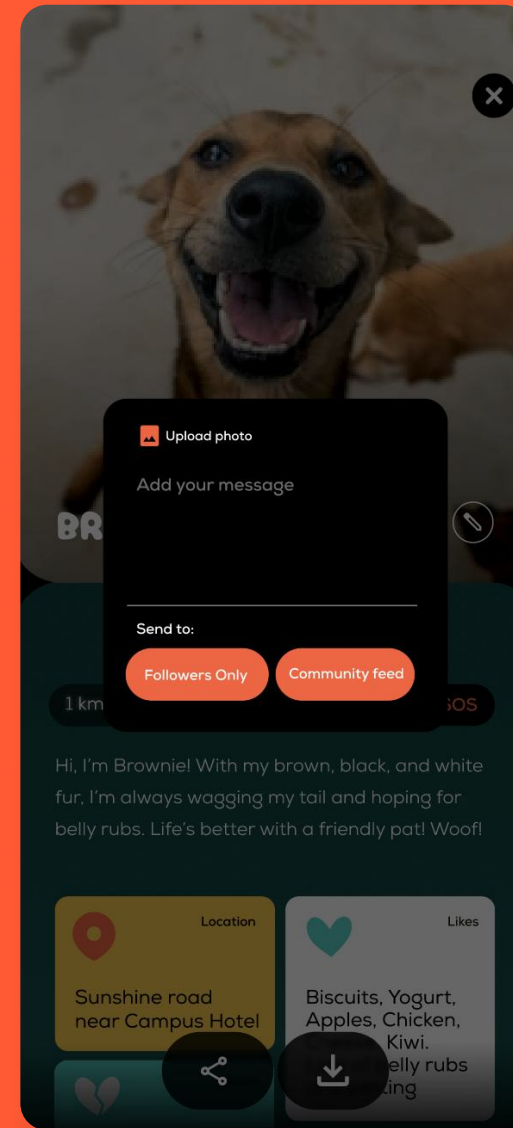 Upload photo
Add your message
BR
Send to:
Followers Only
Community feed
1 km
SOS
Hi, I'm Brownie! With my brown, black, and white
fur, I'm always wagging my tail and hoping for
belly rubs. Life's better with a friendly pat! Woof!
Location
Sunshine road
near Campus Hotel
Likes
Biscuits, Yogurt,
Apples, Chicken,
Kiwi.
belly rubs